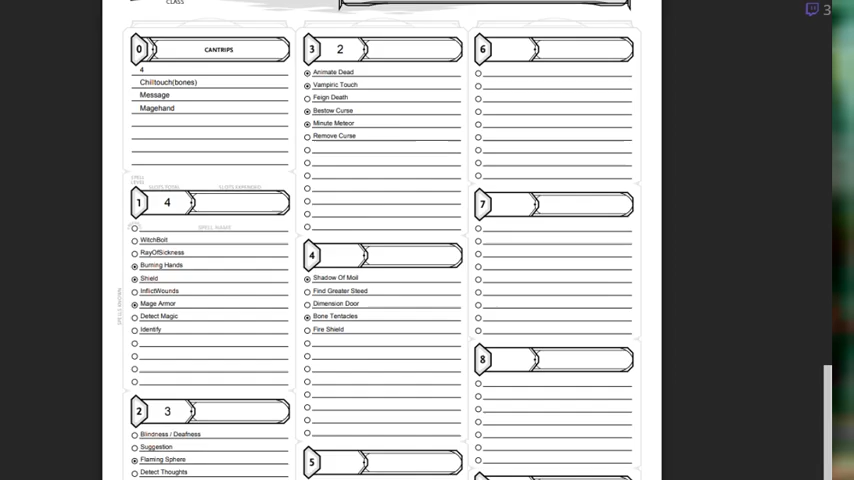 CLASS
3
0
CANTRIPS
4
Chilltouch(bones)
Message
Magehand
SPELL
LEVEL
SLOTS TOTAL
SLOTS EXPENDED
1
4
SPELL NAME
WitchBolt
RayOfSickness
Burning Hands
Shield
InflictWounds
Mage Armor
Detect Magic
Identify
2
3
Blindness / Deafness
Suggestion
Flaming Sphere
Detect Thoughts
3
2
Animate Dead
Vampiric Touch
Feign Death
Bestow Curse
Minute Meteor
Remove Curse
4
Shadow Of Moil
Find Greater Steed
Dimension Door
Bone Tentacles
Fire Shield
5
6
7
8